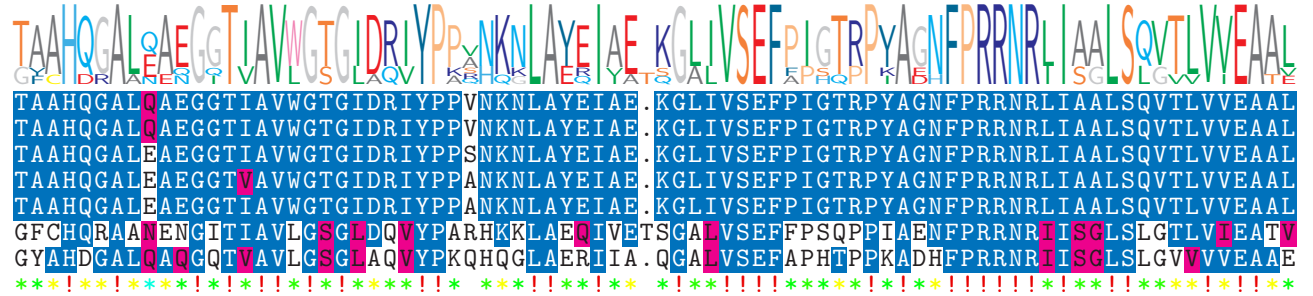 TAAHQGALQAEGGTIAVWGTGIDRIYPPVNKNLAYEIAE.KGLIVSEFPIGTRPYAGNFPRRNRLIAALSQVTLVVEAAL
TAAHQGALQAEGGTIAVWGTGIDRIYPPVNKNLAYEIAE.KGLIVSEFPIGTRPYAGNFPRRNRLIAALSQVTLVVEAAL
TAAHQGALEAEGGTIAVWGTGIDRIYPPSNKNLAYEIAE.KGLIVSEFPIGTRPYAGNFPRRNRLIAALSQVTLVVEAAL
TAAHQGALEAEGGTVAVWGTGIDRIYPPANKNLAYEIAE.KGLIVSEFPIGTRPYAGNFPRRNRLIAALSQVTLVVEAAL
TAAHQGALEAEGGTIAVWGTGIDRIYPPANKNLAYEIAE.KGLIVSEFPIGTRPYAGNFPRRNRLIAALSQVTLVVEAAL
GFCHQRAANENGITIAVLGSGLDQVYPARHKKLAEQIVETSGALVSEFFPSQPPIAENFPRRNRIISGLSLGTLVIEATV
GYAHDGALQAQGQTVAVLGSGLAQVYPKQHQGLAERIIA.QGALVSEFAPHTPPKADHFPRRNRIISGLSLGVVVVEAAE